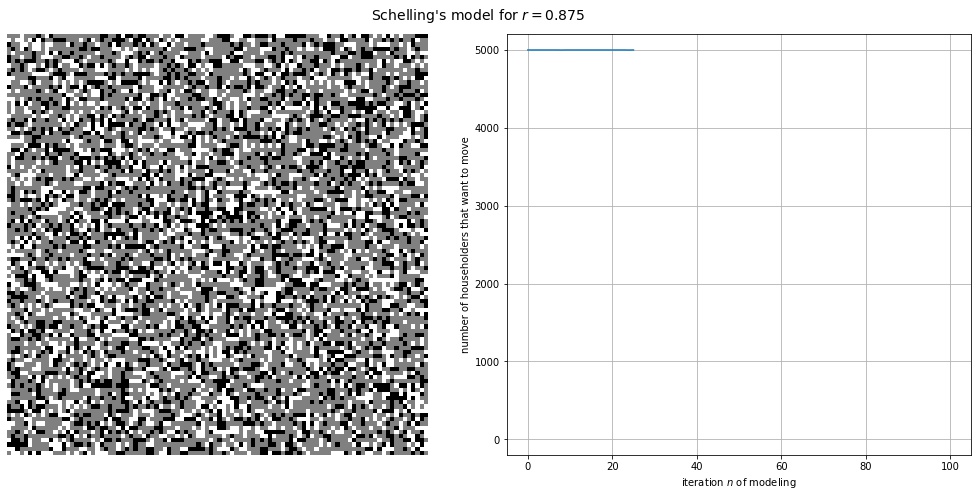 Schelling's model for r = 0.875
number of householders that want to move
5000
4000
3000
2000
1000
0
0 20 40 60 80 100
iteration n of modeling